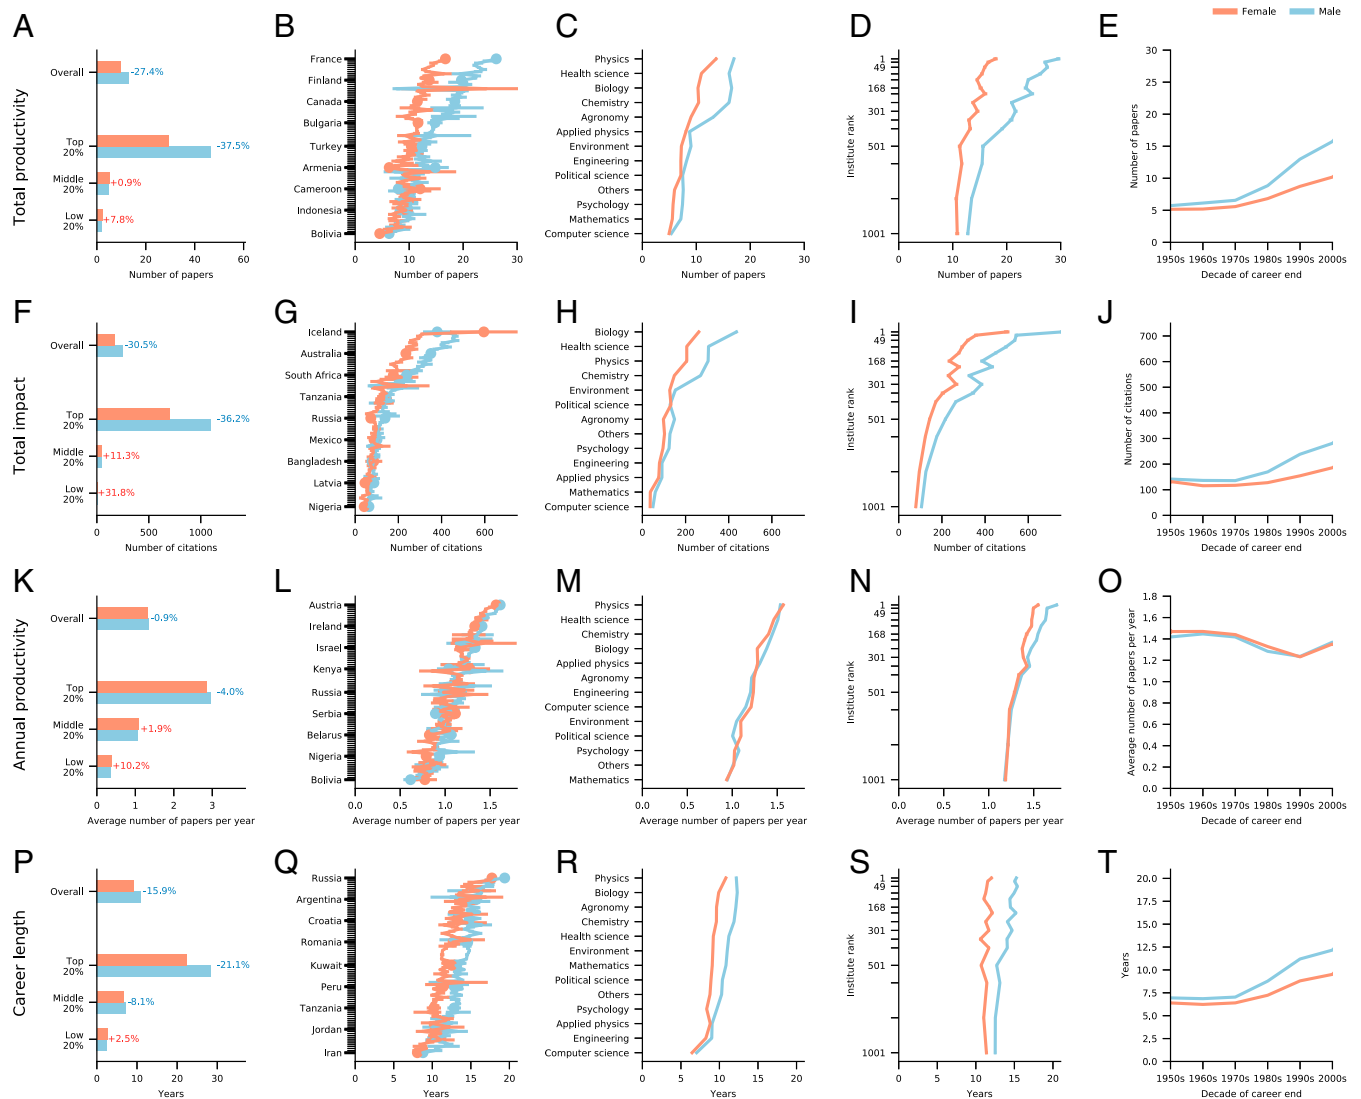 Female Male
A B C D E
Total productivity
Overall
Top
20%
Middle
20%
Low
20%
-27.4%
-37.5%
+0.9%
+7.8%
0 20 40 60
Number of papers
France
Finland
Canada
Bulgaria
Turkey
Armenia
Cameroon
Indonesia
Bolivia
0 10 20 30
Number of papers
Physics
Health science
Biology
Chemistry
Agronomy
Applied physics
Environment
Engineering
Political science
Others
Psychology
Mathematics
Computer science
0 10 20 30
Number of papers
Institute rank
1
49
168
301
501
1001
0 10 20 30
Number of papers
Number of papers
30
25
20
15
10
5
0
1950s 1960s 1970s 1980s 1990s 2000s
Decade of career end
F G H I J
Total impact
Overall
Top
20%
Middle
20%
Low
20%
-30.5%
-36.2%
+11.3%
+31.8%
0 500 1000
Number of citations
Iceland
Australia
South Africa
Tanzania
Russia
Mexico
Bangladesh
Latvia
Nigeria
0 200 400 600
Number of citations
Biology
Health science
Physics
Chemistry
Environment
Political science
Agronomy
Others
Psychology
Engineering
Applied physics
Mathematics
Computer science
0 200 400 600
Number of citations
Institute rank
1
49
168
301
501
1001
0 200 400 600
Number of citations
Number of citations
700
600
500
400
300
200
100
0
1950s 1960s 1970s 1980s 1990s 2000s
Decade of career end
K L M N O
Annual productivity
Overall
Top
20%
Middle
20%
Low
20%
-0.9%
-4.0%
+1.9%
+10.2%
0 1 2 3
Average number of papers per year
Austria
Ireland
Israel
Kenya
Russia
Serbia
Belarus
Nigeria
Bolivia
0.0 0.5 1.0 1.5
Average number of papers per year
Physics
Health science
Chemistry
Biology
Applied physics
Agronomy
Engineering
Computer science
Environment
Political science
Psychology
Others
Mathematics
0.0 0.5 1.0 1.5
Average number of papers per year
Institute rank
1
49
168
301
501
1001
0.0 0.5 1.0 1.5
Average number of papers per year
Average number of papers per year
1.8
1.6
1.4
1.2
1.0
0.8
0.6
0.4
0.2
0.0
1950s 1960s 1970s 1980s 1990s 2000s
Decade of career end
P Q R S T
Career length
Overall
Top
20%
Middle
20%
Low
20%
-15.9%
-21.1%
-8.1%
+2.5%
0 10 20 30
Years
Russia
Argentina
Croatia
Romania
Kuwait
Peru
Tanzania
Jordan
Iran
0 5 10 15 20
Years
Physics
Biology
Agronomy
Chemistry
Health science
Environment
Mathematics
Political science
Others
Psychology
Applied physics
Engineering
Computer science
0 5 10 15 20
Years
Institute rank
1
49
168
301
501
1001
0 5 10 15 20
Years
Years
20.0
17.5
15.0
12.5
10.0
7.5
5.0
2.5
0.0
1950s 1960s 1970s 1980s 1990s 2000s
Decade of career end